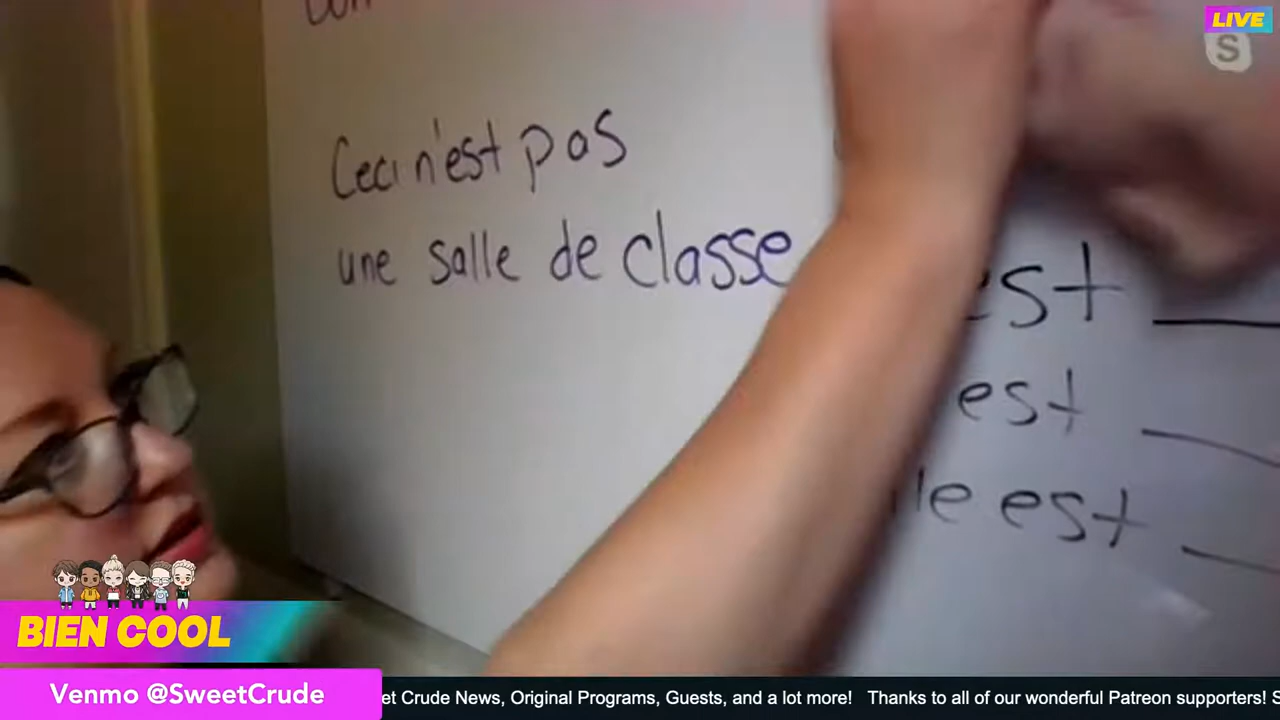 LIVE
S
Ceci n'est pas
une salle de classe
est
est
le est
BIEN COOL
Venmo @SweetCrude
et Crude News, Original Programs, Guests, and a lot more! Thanks to all of our wonderful Patreon supporters! S